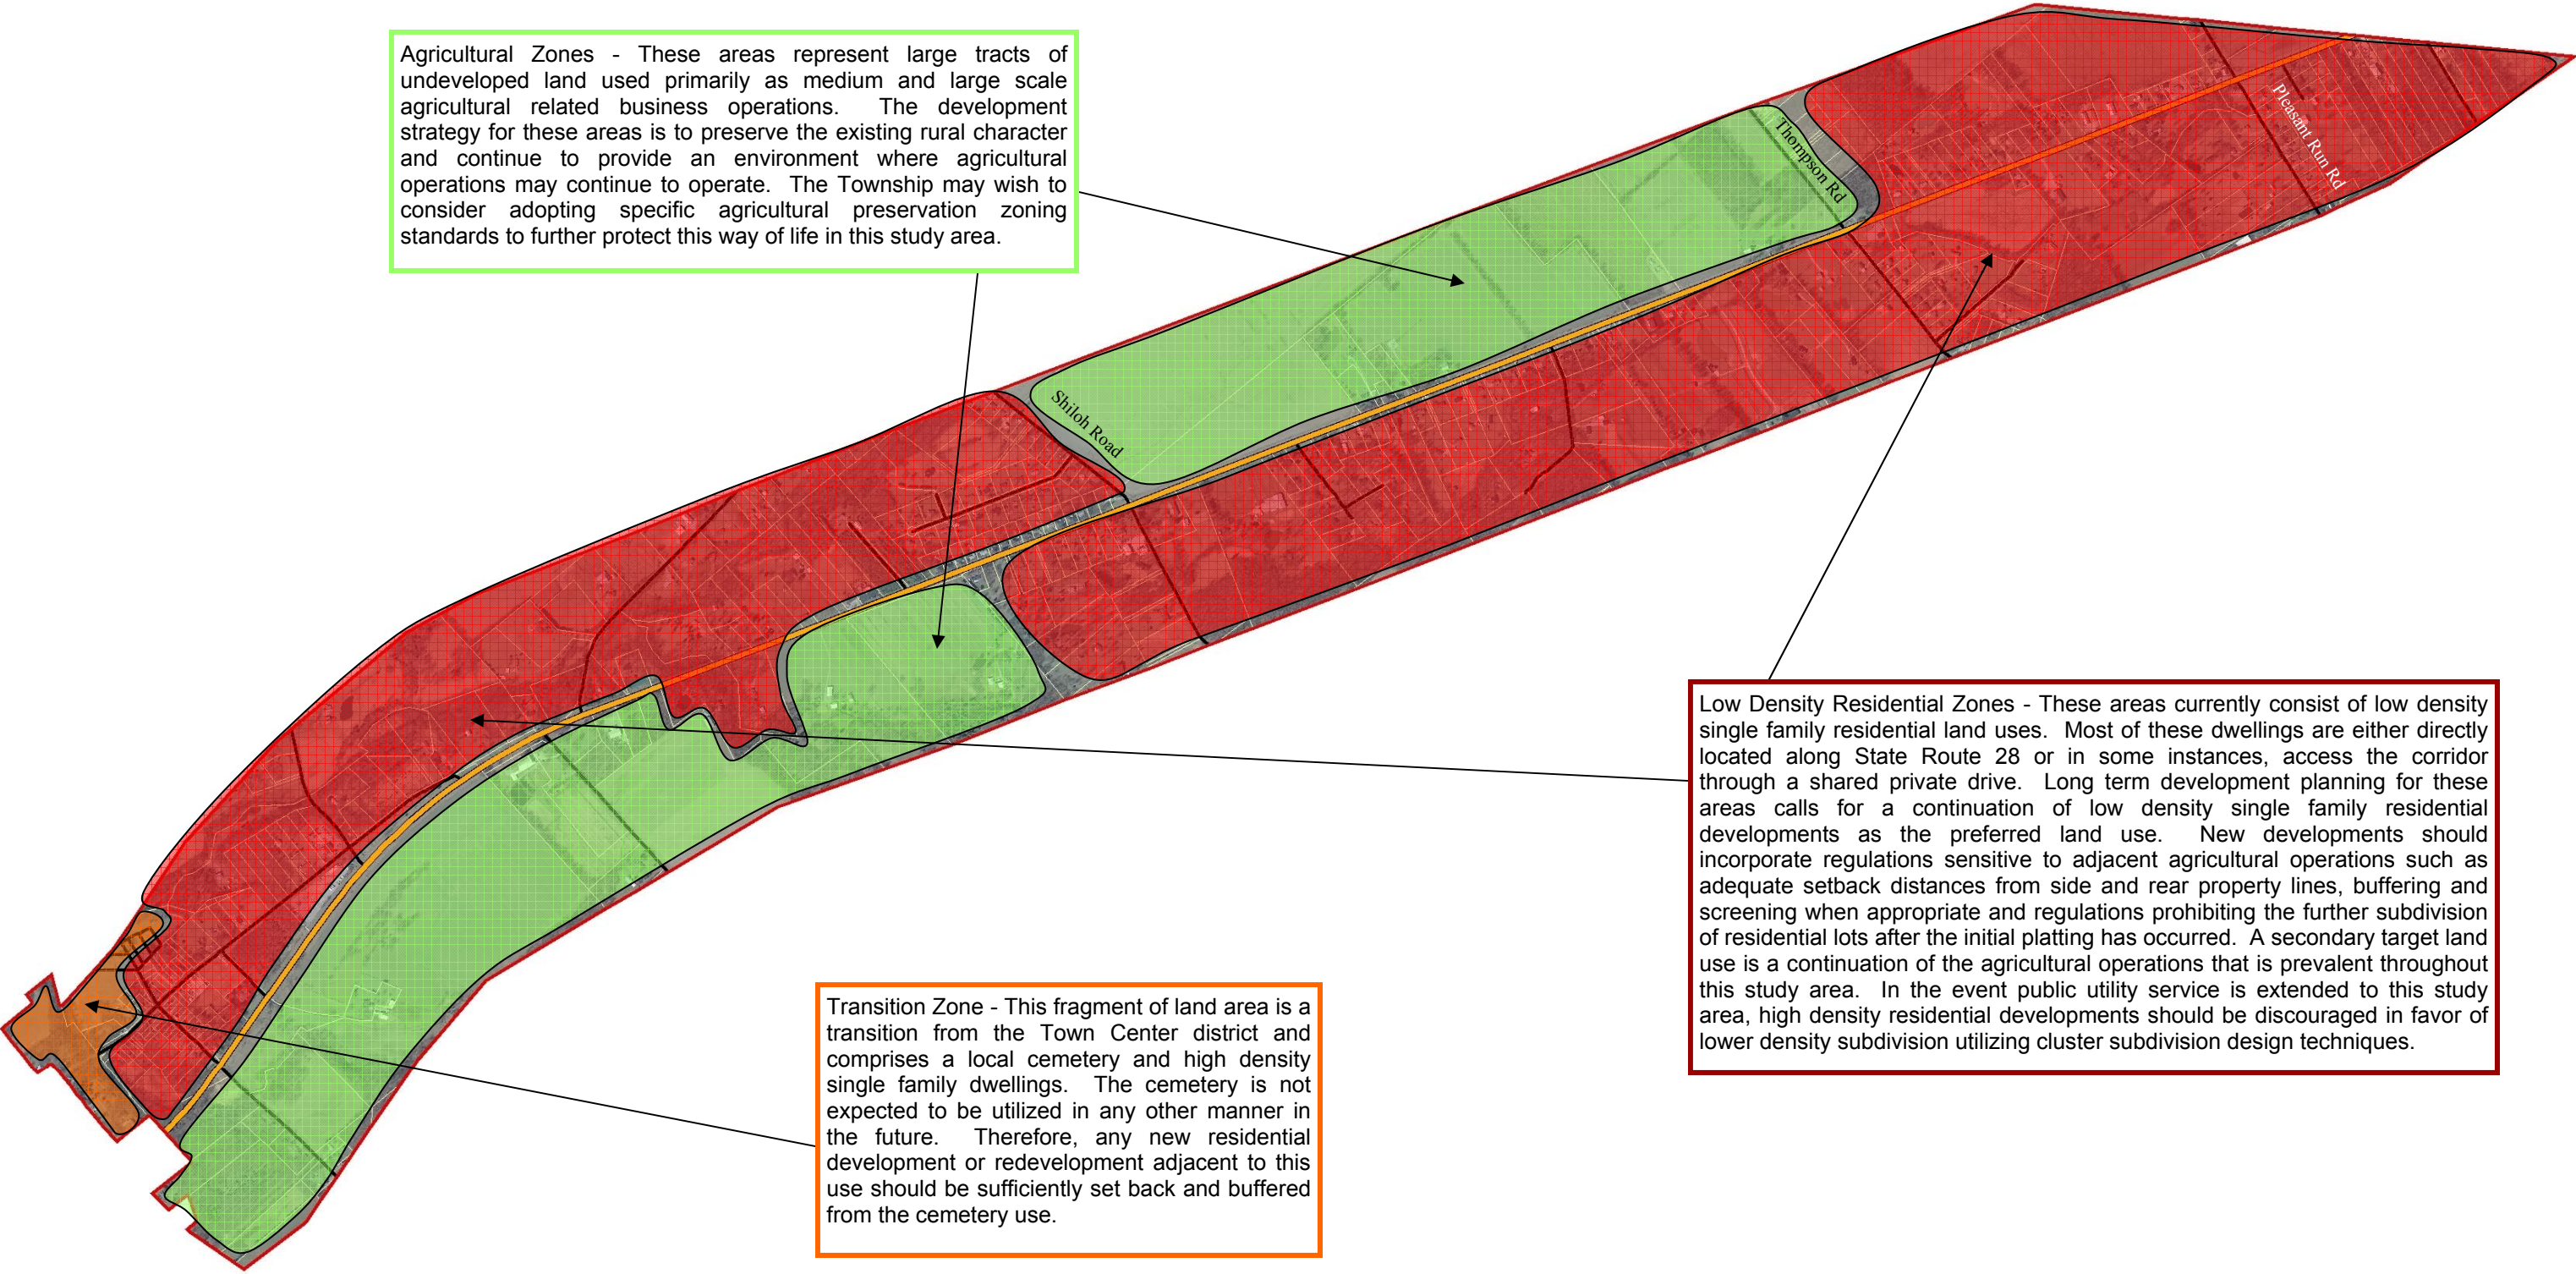 Agricultural Zones - These areas represent large tracts of
undeveloped land used primarily as medium and large scale
agricultural related business operations. The development
strategy for these areas is to preserve the existing rural character
and continue to provide an environment where agricultural
operations may continue to operate. The Township may wish to
consider adopting specific agricultural preservation zoning
standards to further protect this way of life in this study area.
Pleasant Run Rd
Thompson Rd
Shiloh Road
Low Density Residential Zones - These areas currently consist of low density
single family residential land uses. Most of these dwellings are either directly
located along State Route 28 or in some instances, access the corridor
through a shared private drive. Long term development planning for these
areas calls for a continuation of low density single family residential
developments as the preferred land use. New developments should
incorporate regulations sensitive to adjacent agricultural operations such as
adequate setback distances from side and rear property lines, buffering and
screening when appropriate and regulations prohibiting the further subdivision
of residential lots after the initial platting has occurred. A secondary target land
use is a continuation of the agricultural operations that is prevalent throughout
this study area. In the event public utility service is extended to this study
area, high density residential developments should be discouraged in favor of
lower density subdivision utilizing cluster subdivision design techniques.
Transition Zone - This fragment of land area is a
transition from the Town Center district and
comprises a local cemetery and high density
single family dwellings. The cemetery is not
expected to be utilized in any other manner in
the future. Therefore, any new residential
development or redevelopment adjacent to this
use should be sufficiently set back and buffered
from the cemetery use.